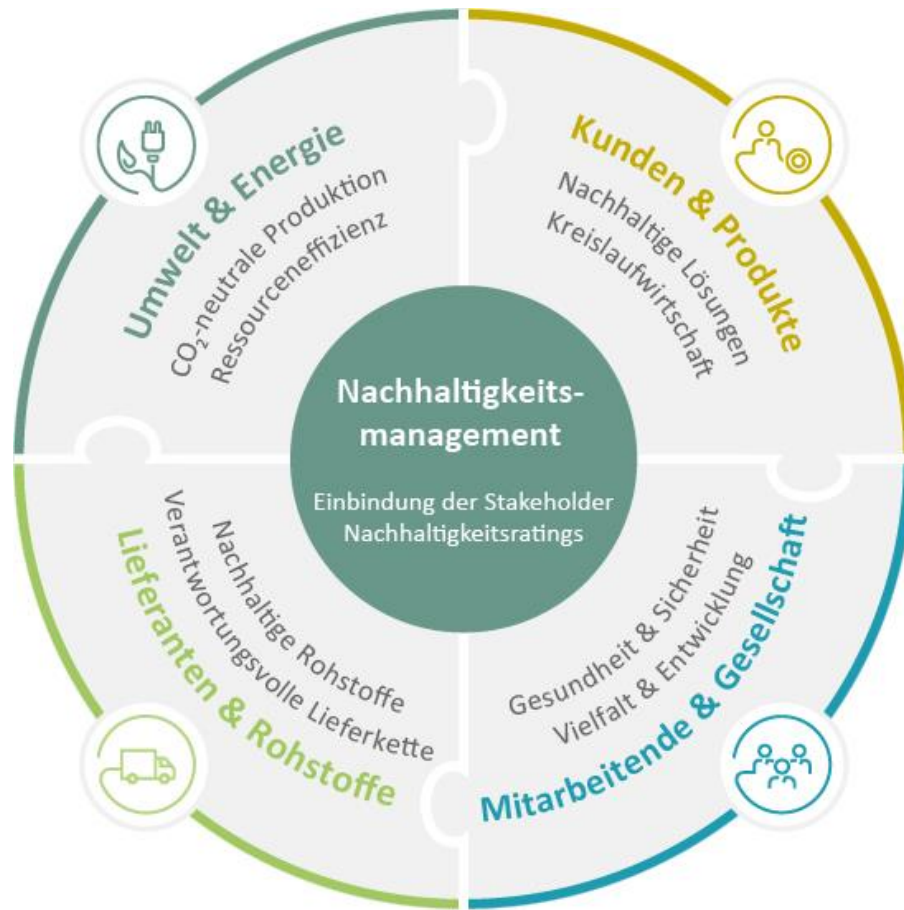 Umwelt & Energie
CO₂-neutrale Produktion
Ressourceneffizienz
Kunden & Produkte
Nachhaltige Lösungen
Kreislaufwirtschaft
Nachhaltigkeits-
management
Einbindung der Stakeholder
Nachhaltigkeitsratings
Nachhaltige Rohstoffe
Verantwortungsvolle Lieferkette
Lieferanten & Rohstoffe
Gesundheit & Sicherheit
Vielfalt & Entwicklung
Mitarbeitende & Gesellschaft